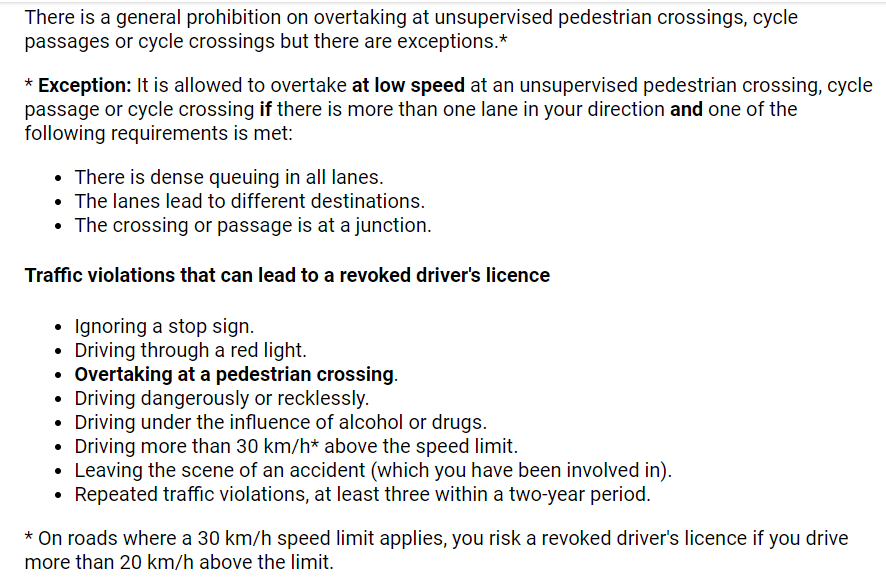 There is a general prohibition on overtaking at unsupervised pedestrian crossings, cycle
passages or cycle crossings but there are exceptions.*
* Exception: It is allowed to overtake at low speed at an unsupervised pedestrian crossing, cycle
passage or cycle crossing if there is more than one lane in your direction and one of the
following requirements is met:
• There is dense queuing in all lanes.
• The lanes lead to different destinations.
• The crossing or passage is at a junction.
Traffic violations that can lead to a revoked driver's licence
• Ignoring a stop sign.
• Driving through a red light.
• Overtaking at a pedestrian crossing.
• Driving dangerously or recklessly.
• Driving under the influence of alcohol or drugs.
• Driving more than 30 km/h* above the speed limit.
• Leaving the scene of an accident (which you have been involved in).
• Repeated traffic violations, at least three within a two-year period.
* On roads where a 30 km/h speed limit applies, you risk a revoked driver's licence if you drive
more than 20 km/h above the limit.